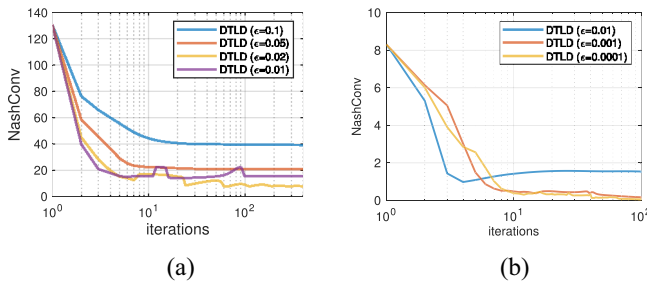 140
120
100
80
60
40
20
0
NashConv
DTLD (ϵ=0.1)
DTLD (ϵ=0.05)
DTLD (ϵ=0.02)
DTLD (ϵ=0.01)
10^0
10^1
10^2
iterations
(a)
10
8
6
4
2
0
NashConv
DTLD (ϵ=0.01)
DTLD (ϵ=0.001)
DTLD (ϵ=0.0001)
10^0
10^1
10^2
iterations
(b)